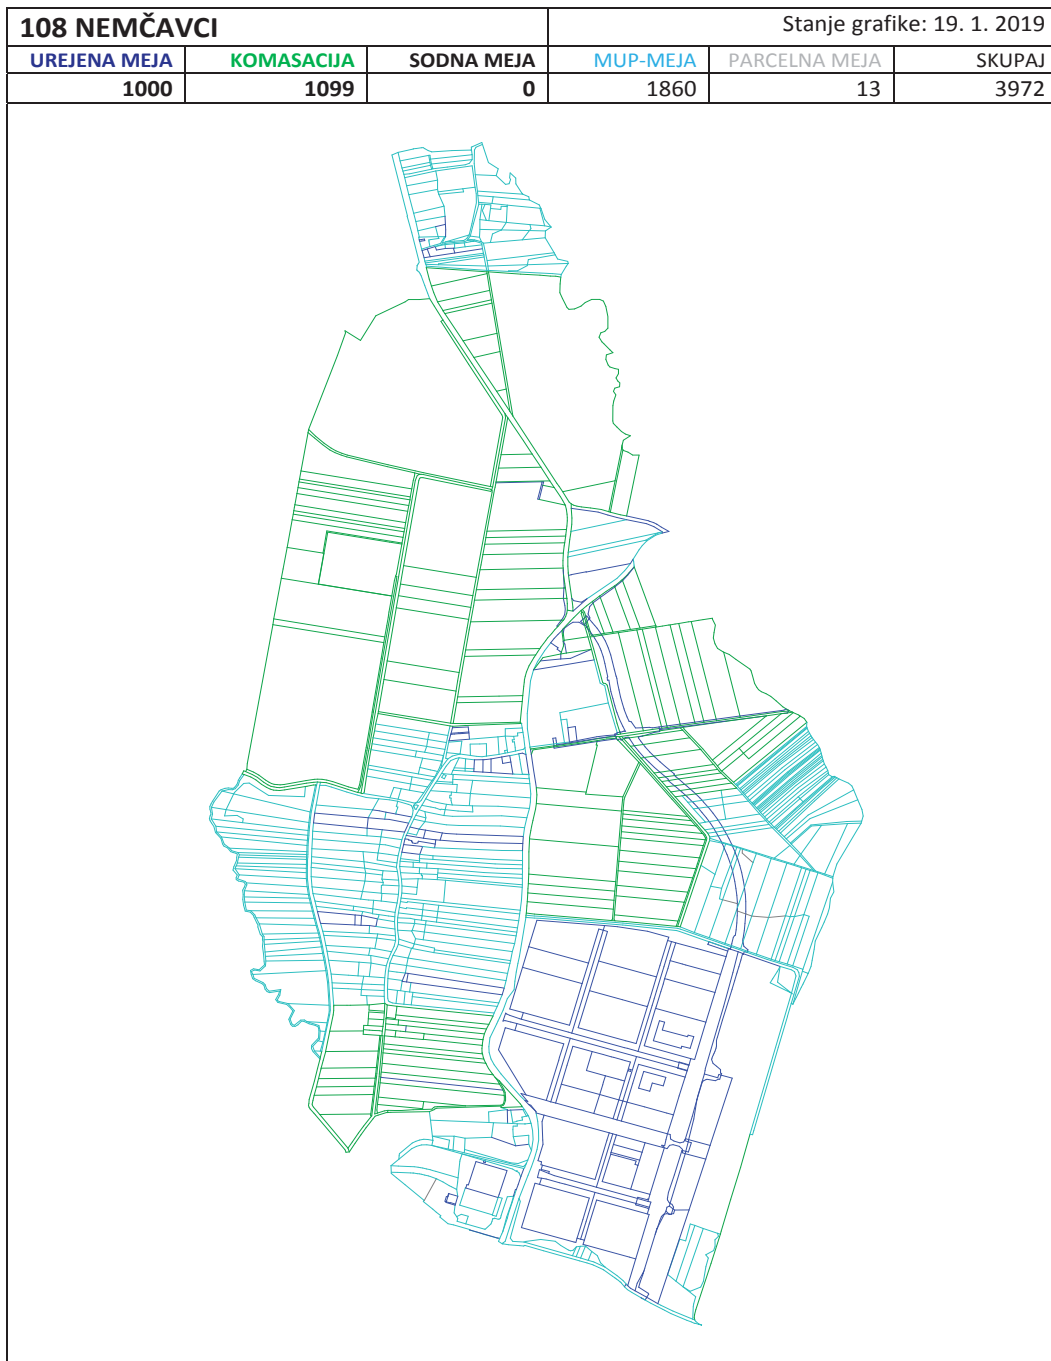 108 NEMČAVCI Stanje grafike: 19. 1. 2019
UREJENA MEJA KOMASACIJA SODNA MEJA MUP-MEJA PARCELNA MEJA SKUPAJ
1000 1099 0 1860 13 3972